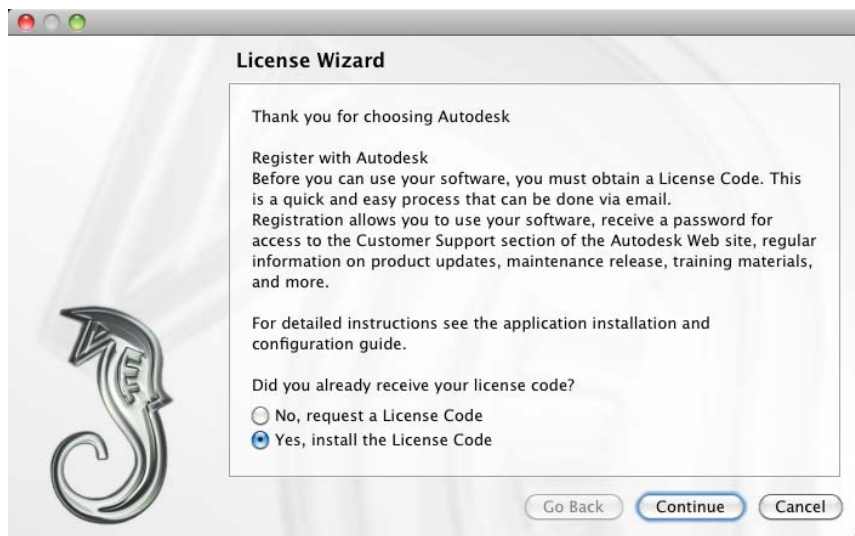 License Wizard
Thank you for choosing Autodesk
Register with Autodesk
Before you can use your software, you must obtain a License Code. This
is a quick and easy process that can be done via email.
Registration allows you to use your software, receive a password for
access to the Customer Support section of the Autodesk Web site, regular
information on product updates, maintenance release, training materials,
and more.
For detailed instructions see the application installation and
configuration guide.
Did you already receive your license code?
No, request a License Code
Yes, install the License Code
Go Back Continue Cancel